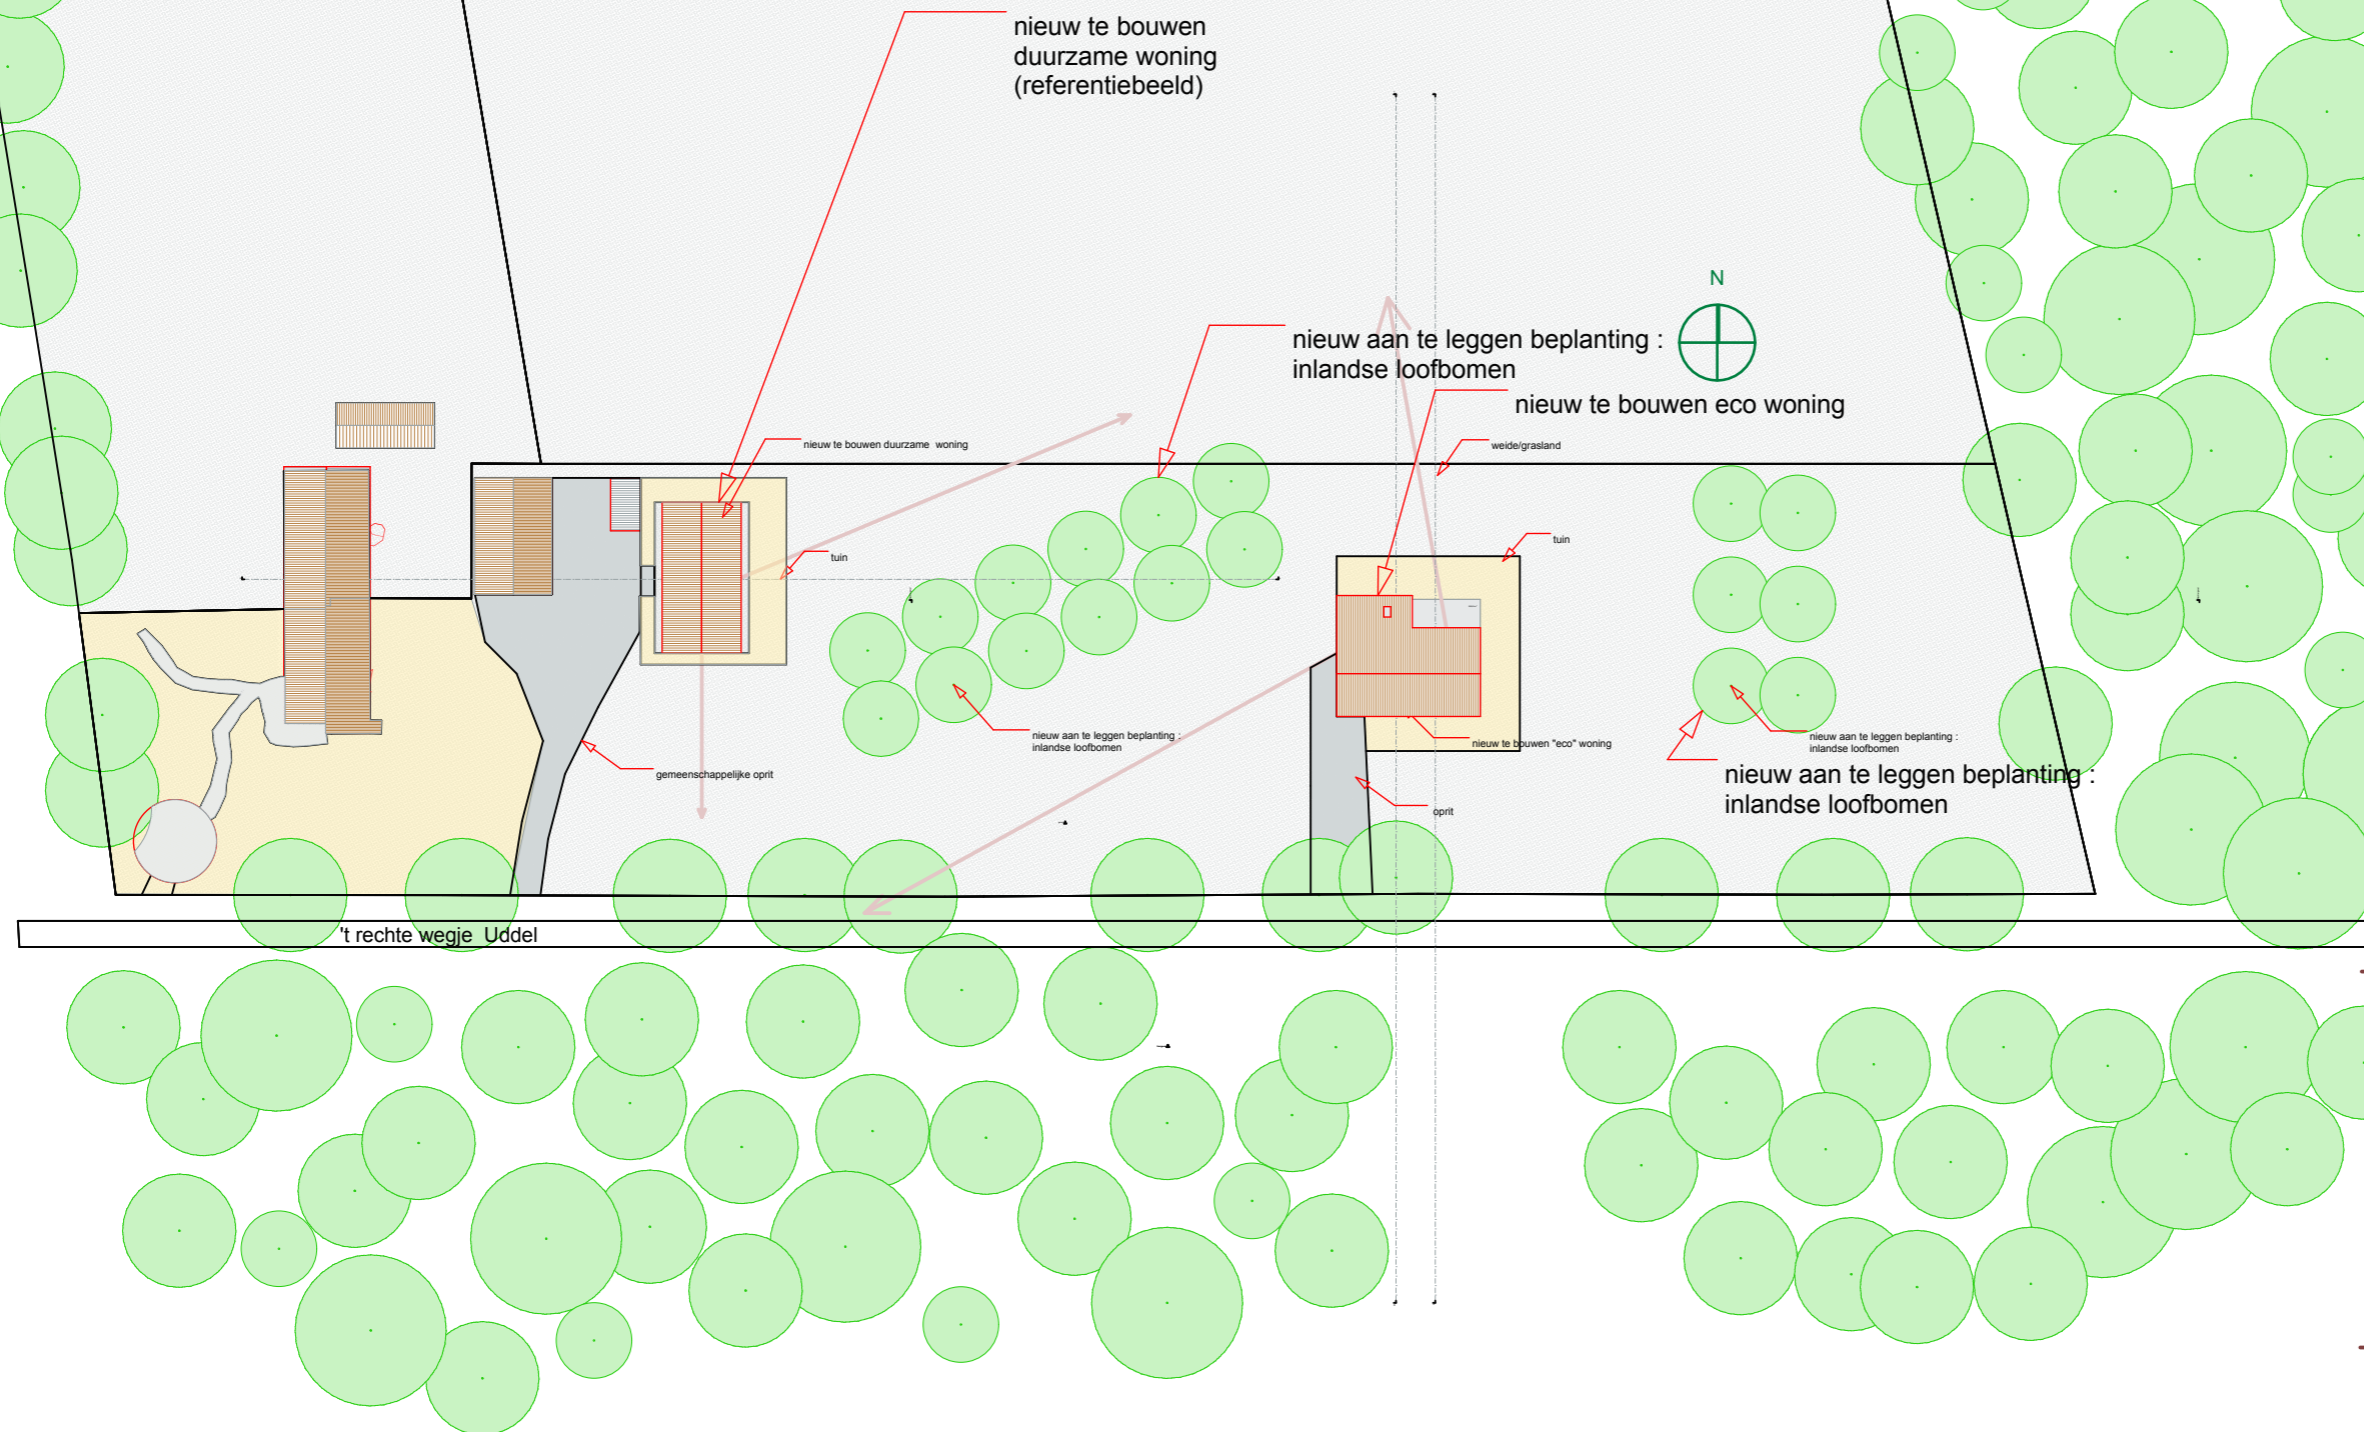 nieuw te bouwen
duurzame woning
(referentiebeeld)
N
nieuw aan te leggen beplanting :
inlandse loofbomen
nieuw te bouwen eco woning
nieuw te bouwen duurzame woning
weide/grasland
tuin
tuin
nieuw aan te leggen beplanting :
inlandse loofbomen
nieuw te bouwen "eco" woning
nieuw aan te leggen beplanting :
inlandse loofbomen
gemeenschappelijke oprit
nieuw aan te leggen beplanting :
inlandse loofbomen
oprit
't rechte wegje Uddel